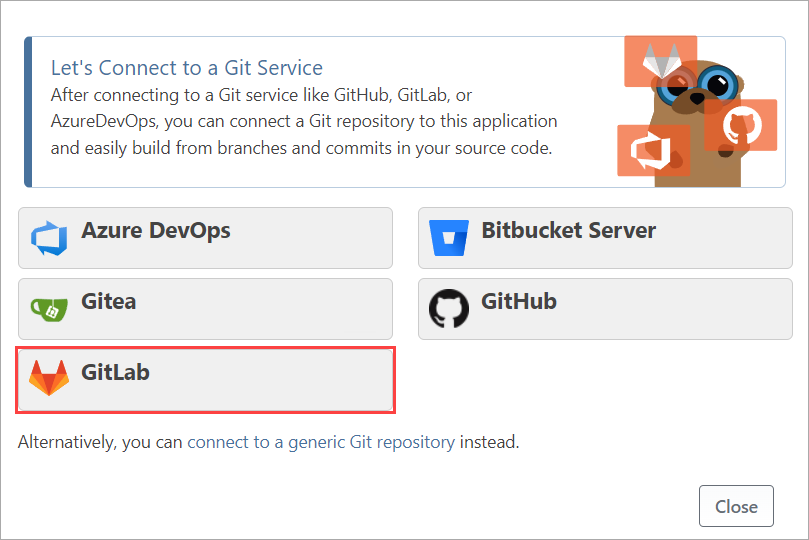 Let's Connect to a Git Service
After connecting to a Git service like GitHub, GitLab, or
AzureDevOps, you can connect a Git repository to this application
and easily build from branches and commits in your source code.
Azure DevOps
Bitbucket Server
Gitea
GitHub
GitLab
Alternatively, you can connect to a generic Git repository instead.
Close